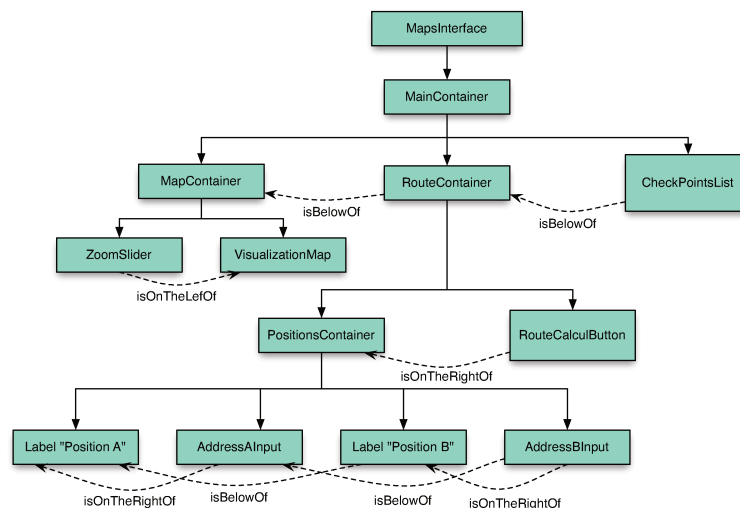 MapsInterface
MainContainer
MapContainer
RouteContainer
CheckPointsList
isBelowOf
isBelowOf
ZoomSlider
VisualizationMap
isOnTheLefOf
PositionsContainer
RouteCalculButton
isOnTheRightOf
Label "Position A"
AddressAInput
Label "Position B"
AddressBInput
isOnTheRightOf
isBelowOf
isBelowOf
isOnTheRightOf